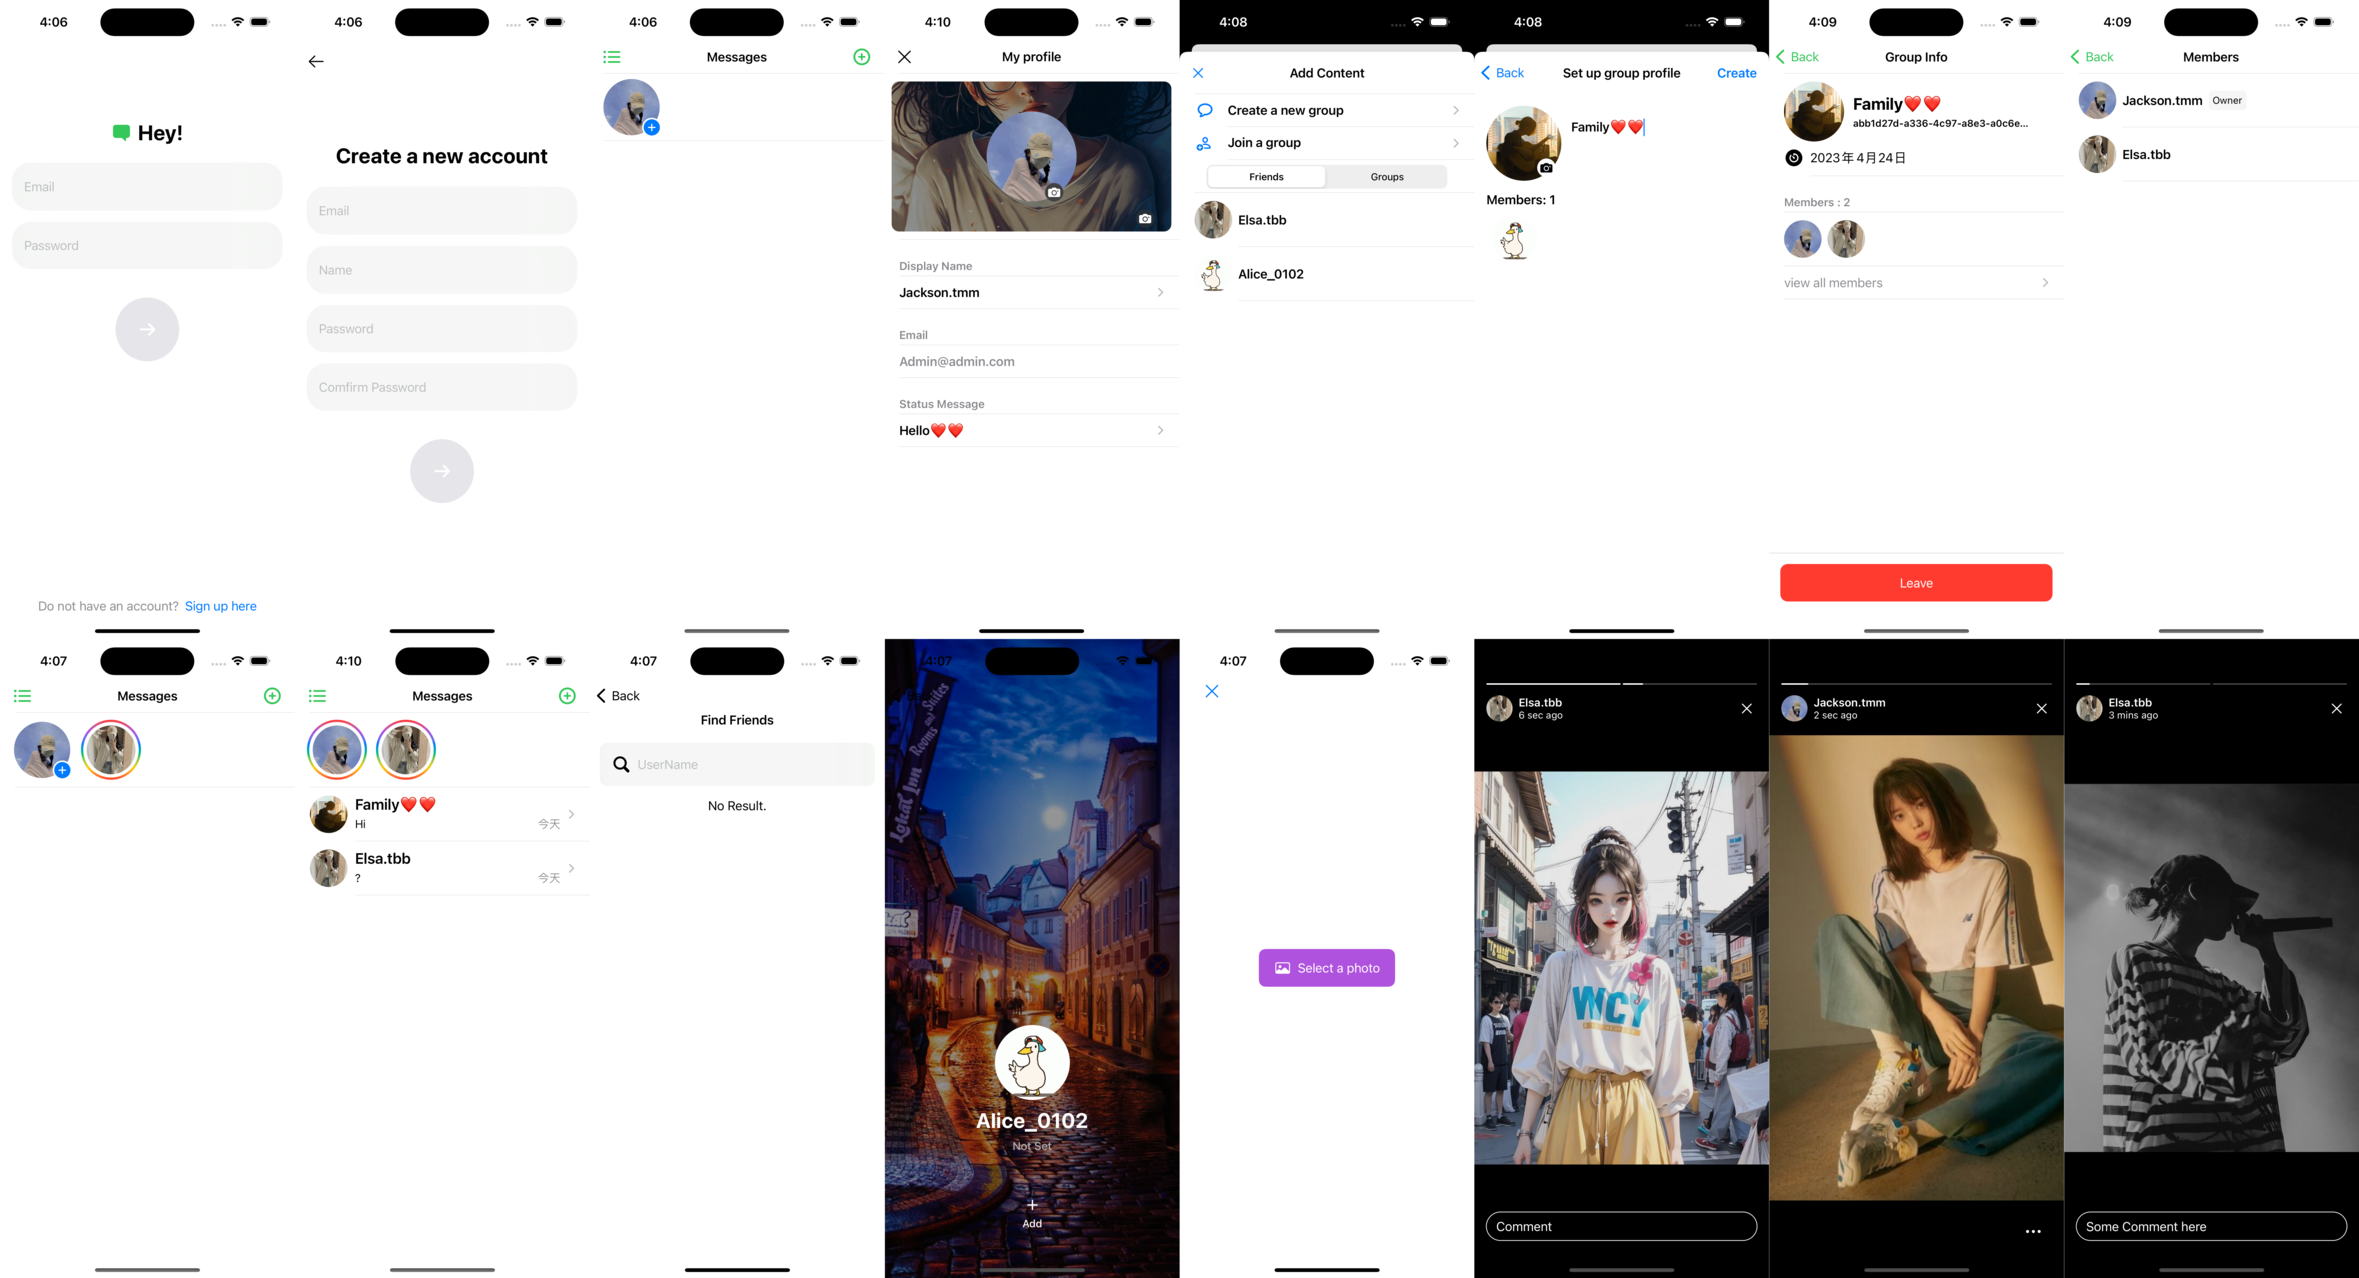 4:06
Hey!
Email
Password
Do not have an account? Sign up here
4:06
Create a new account
Email
Name
Password
Comfirm Password
4:06
Messages
4:10
My profile
Display Name
Jackson.tmm
Email
Admin@admin.com
Status Message
Hello❤️❤️
4:08
Add Content
Create a new group
Join a group
Friends
Groups
Elsa.tbb
Alice_0102
4:08
Back
Set up group profile
Create
Family❤️❤️
Members: 1
4:09
Back
Group Info
Family❤️❤️
abb1d27d-a336-4c97-a8e3-a0c6e...
2023年4月24日
Members : 2
view all members
Leave
4:09
Back
Members
Jackson.tmm Owner
Elsa.tbb
4:07
Messages
4:10
Messages
Family❤️❤️
Hi
今天
Elsa.tbb
?
今天
4:07
Back
Find Friends
UserName
No Result.
4:07
Rooms and Suites
Alice_0102
Not Set
Add
4:07
Select a photo
Elsa.tbb
6 sec ago
WCY
Comment
Jackson.tmm
2 sec ago
Elsa.tbb
3 mins ago
Some Comment here